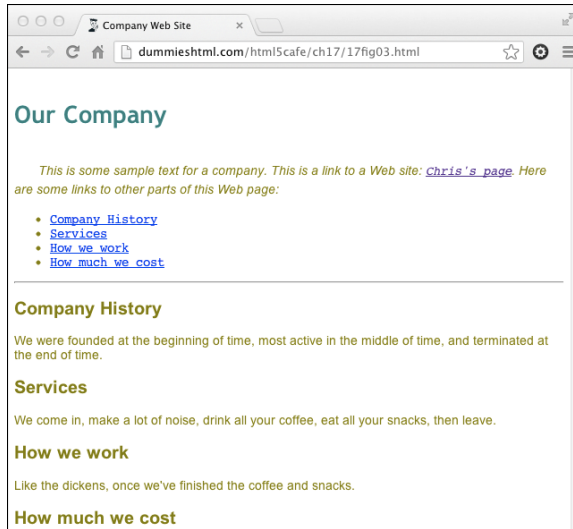 Company Web Site
dummieshtml.com/html5cafe/ch17/17fig03.html
Our Company
This is some sample text for a company. This is a link to a Web site: Chris's page. Here
are some links to other parts of this Web page:
Company History
Services
How we work
How much we cost
Company History
We were founded at the beginning of time, most active in the middle of time, and terminated at
the end of time.
Services
We come in, make a lot of noise, drink all your coffee, eat all your snacks, then leave.
How we work
Like the dickens, once we've finished the coffee and snacks.
How much we cost